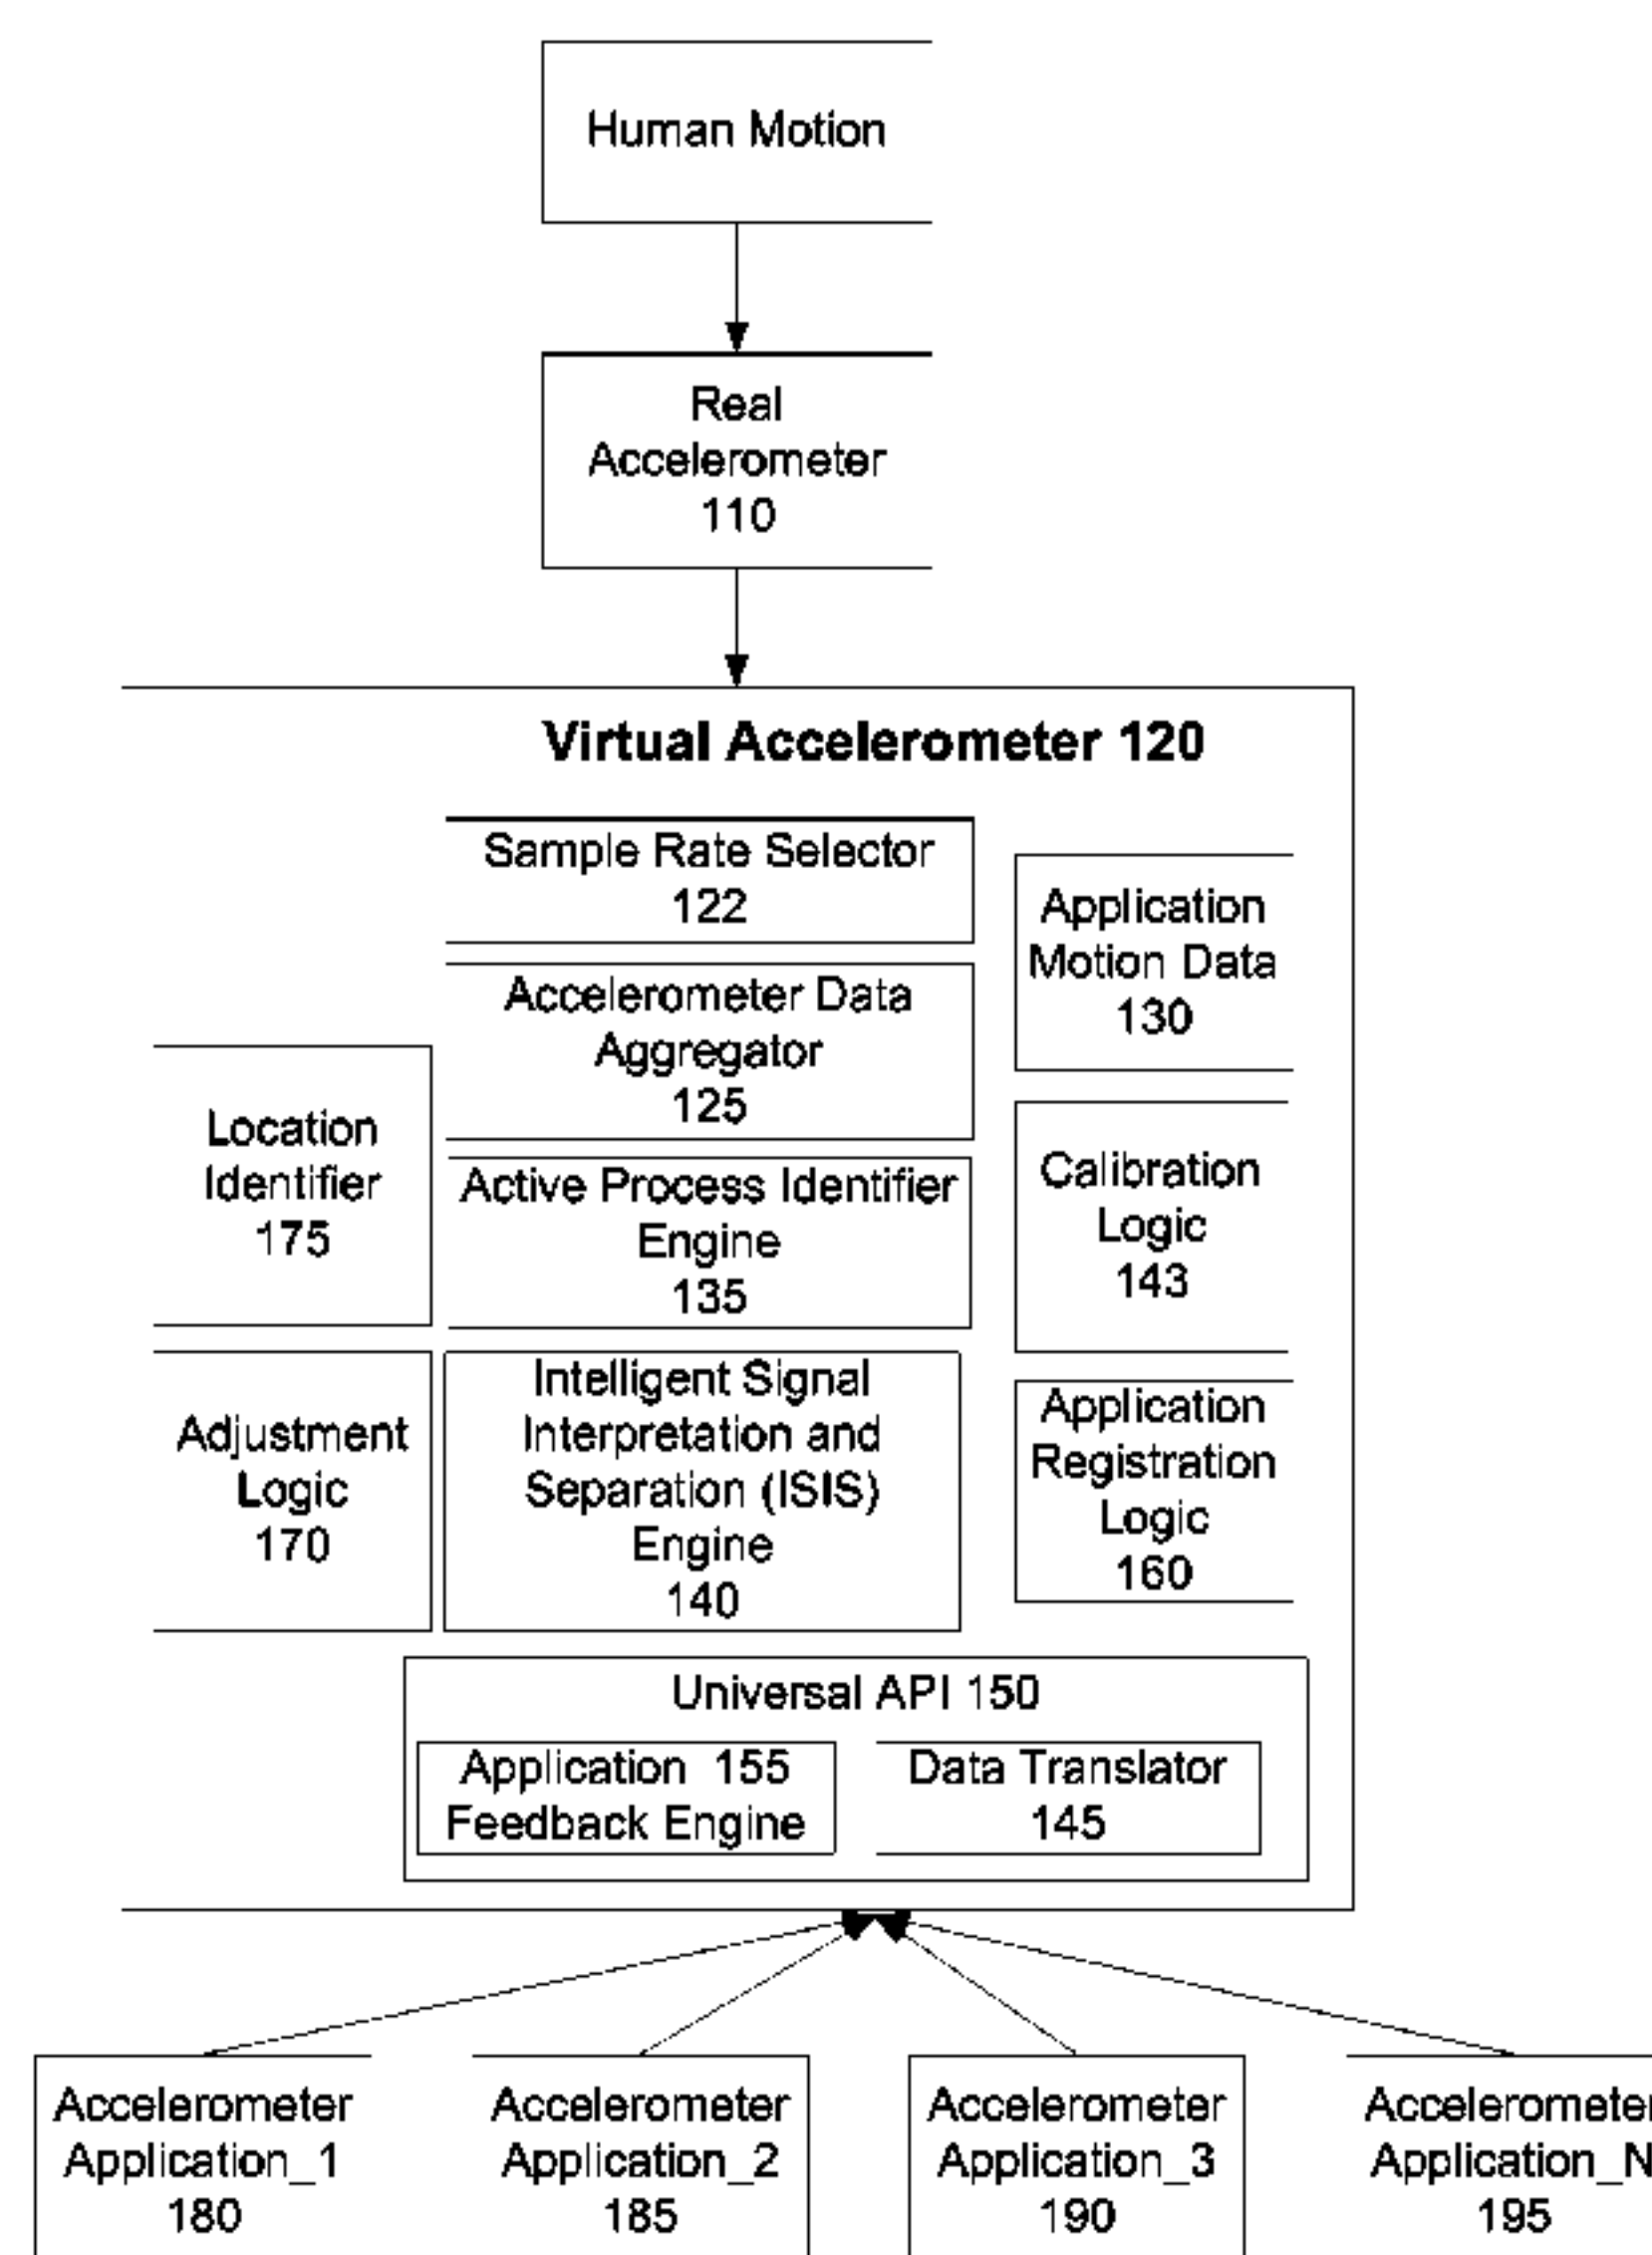 Human Motion
Real
Accelerometer
110
Virtual Accelerometer 120
Sample Rate Selector
122
Application
Motion Data
130
Accelerometer Data
Aggregator
125
Location
Identifier
175
Active Process Identifier
Engine
135
Calibration
Logic
143
Adjustment
Logic
170
Intelligent Signal
Interpretation and
Separation (ISIS)
Engine
140
Application
Registration
Logic
160
Universal API 150
Application 155
Feedback Engine
Data Translator
145
Accelerometer
Application_1
180
Accelerometer
Application_2
185
Accelerometer
Application_3
190
Accelerometer
Application_N
195